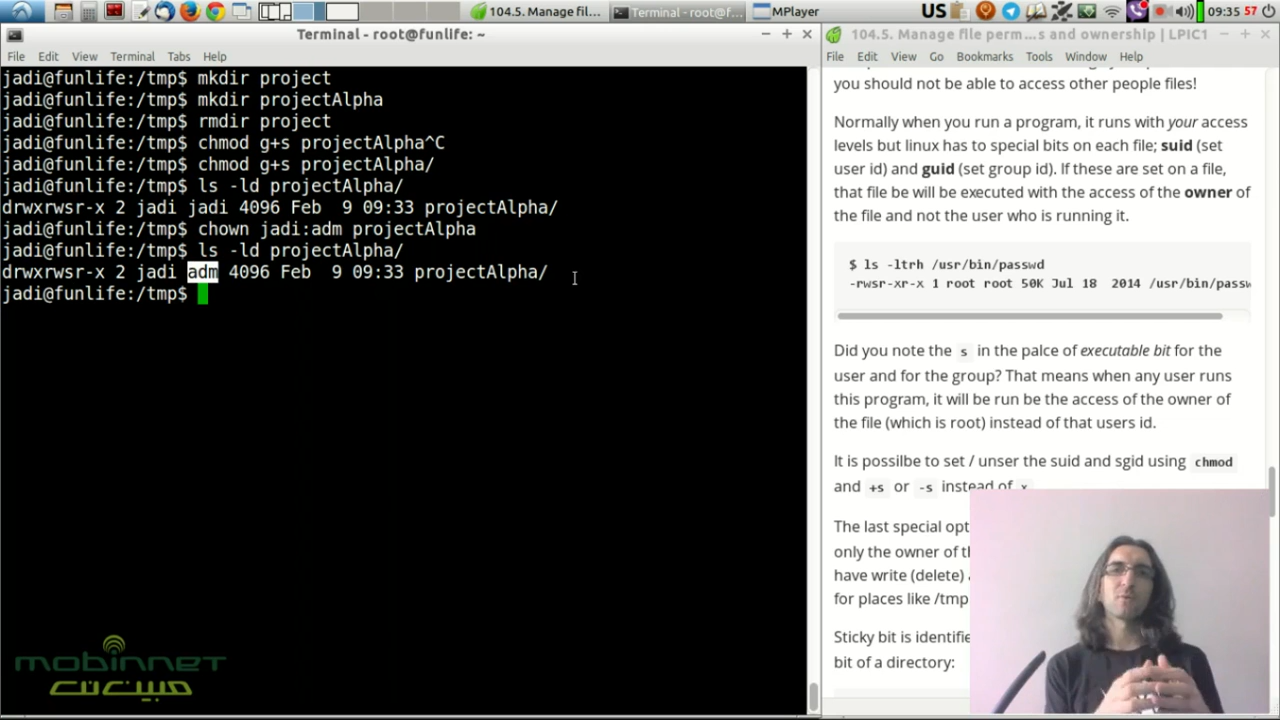 104.5. Manage fil...
Terminal - root@f...
MPlayer
US
09:35 57
Terminal - root@funlife: ~
File Edit View Terminal Tabs Help
jadi@funlife:/tmp$ mkdir project
jadi@funlife:/tmp$ mkdir projectAlpha
jadi@funlife:/tmp$ rmdir project
jadi@funlife:/tmp$ chmod g+s projectAlpha^C
jadi@funlife:/tmp$ chmod g+s projectAlpha/
jadi@funlife:/tmp$ ls -ld projectAlpha/
drwxrwsr-x 2 jadi jadi 4096 Feb  9 09:33 projectAlpha/
jadi@funlife:/tmp$ chown jadi:adm projectAlpha
jadi@funlife:/tmp$ ls -ld projectAlpha/
drwxrwsr-x 2 jadi adm 4096 Feb  9 09:33 projectAlpha/
jadi@funlife:/tmp$
mobinnet
مبین نت
104.5. Manage file perm...s and ownership | LPIC1
File Edit View Go Bookmarks Tools Window Help
you should not be able to access other people files!
Normally when you run a program, it runs with your access
levels but linux has to special bits on each file; suid (set
user id) and guid (set group id). If these are set on a file,
that file be will be executed with the access of the owner of
the file and not the user who is running it.
$ ls -ltrh /usr/bin/passwd
-rwsr-xr-x 1 root root 50K Jul 18  2014 /usr/bin/passw
Did you note the s in the palce of executable bit for the
user and for the group? That means when any user runs
this program, it will be run be the access of the owner of
the file (which is root) instead of that users id.
It is possilbe to set / unser the suid and sgid using chmod
and +s or -s instead of x
The last special opt
only the owner of th
have write (delete)
for places like /tmp
Sticky bit is identifie
bit of a directory: